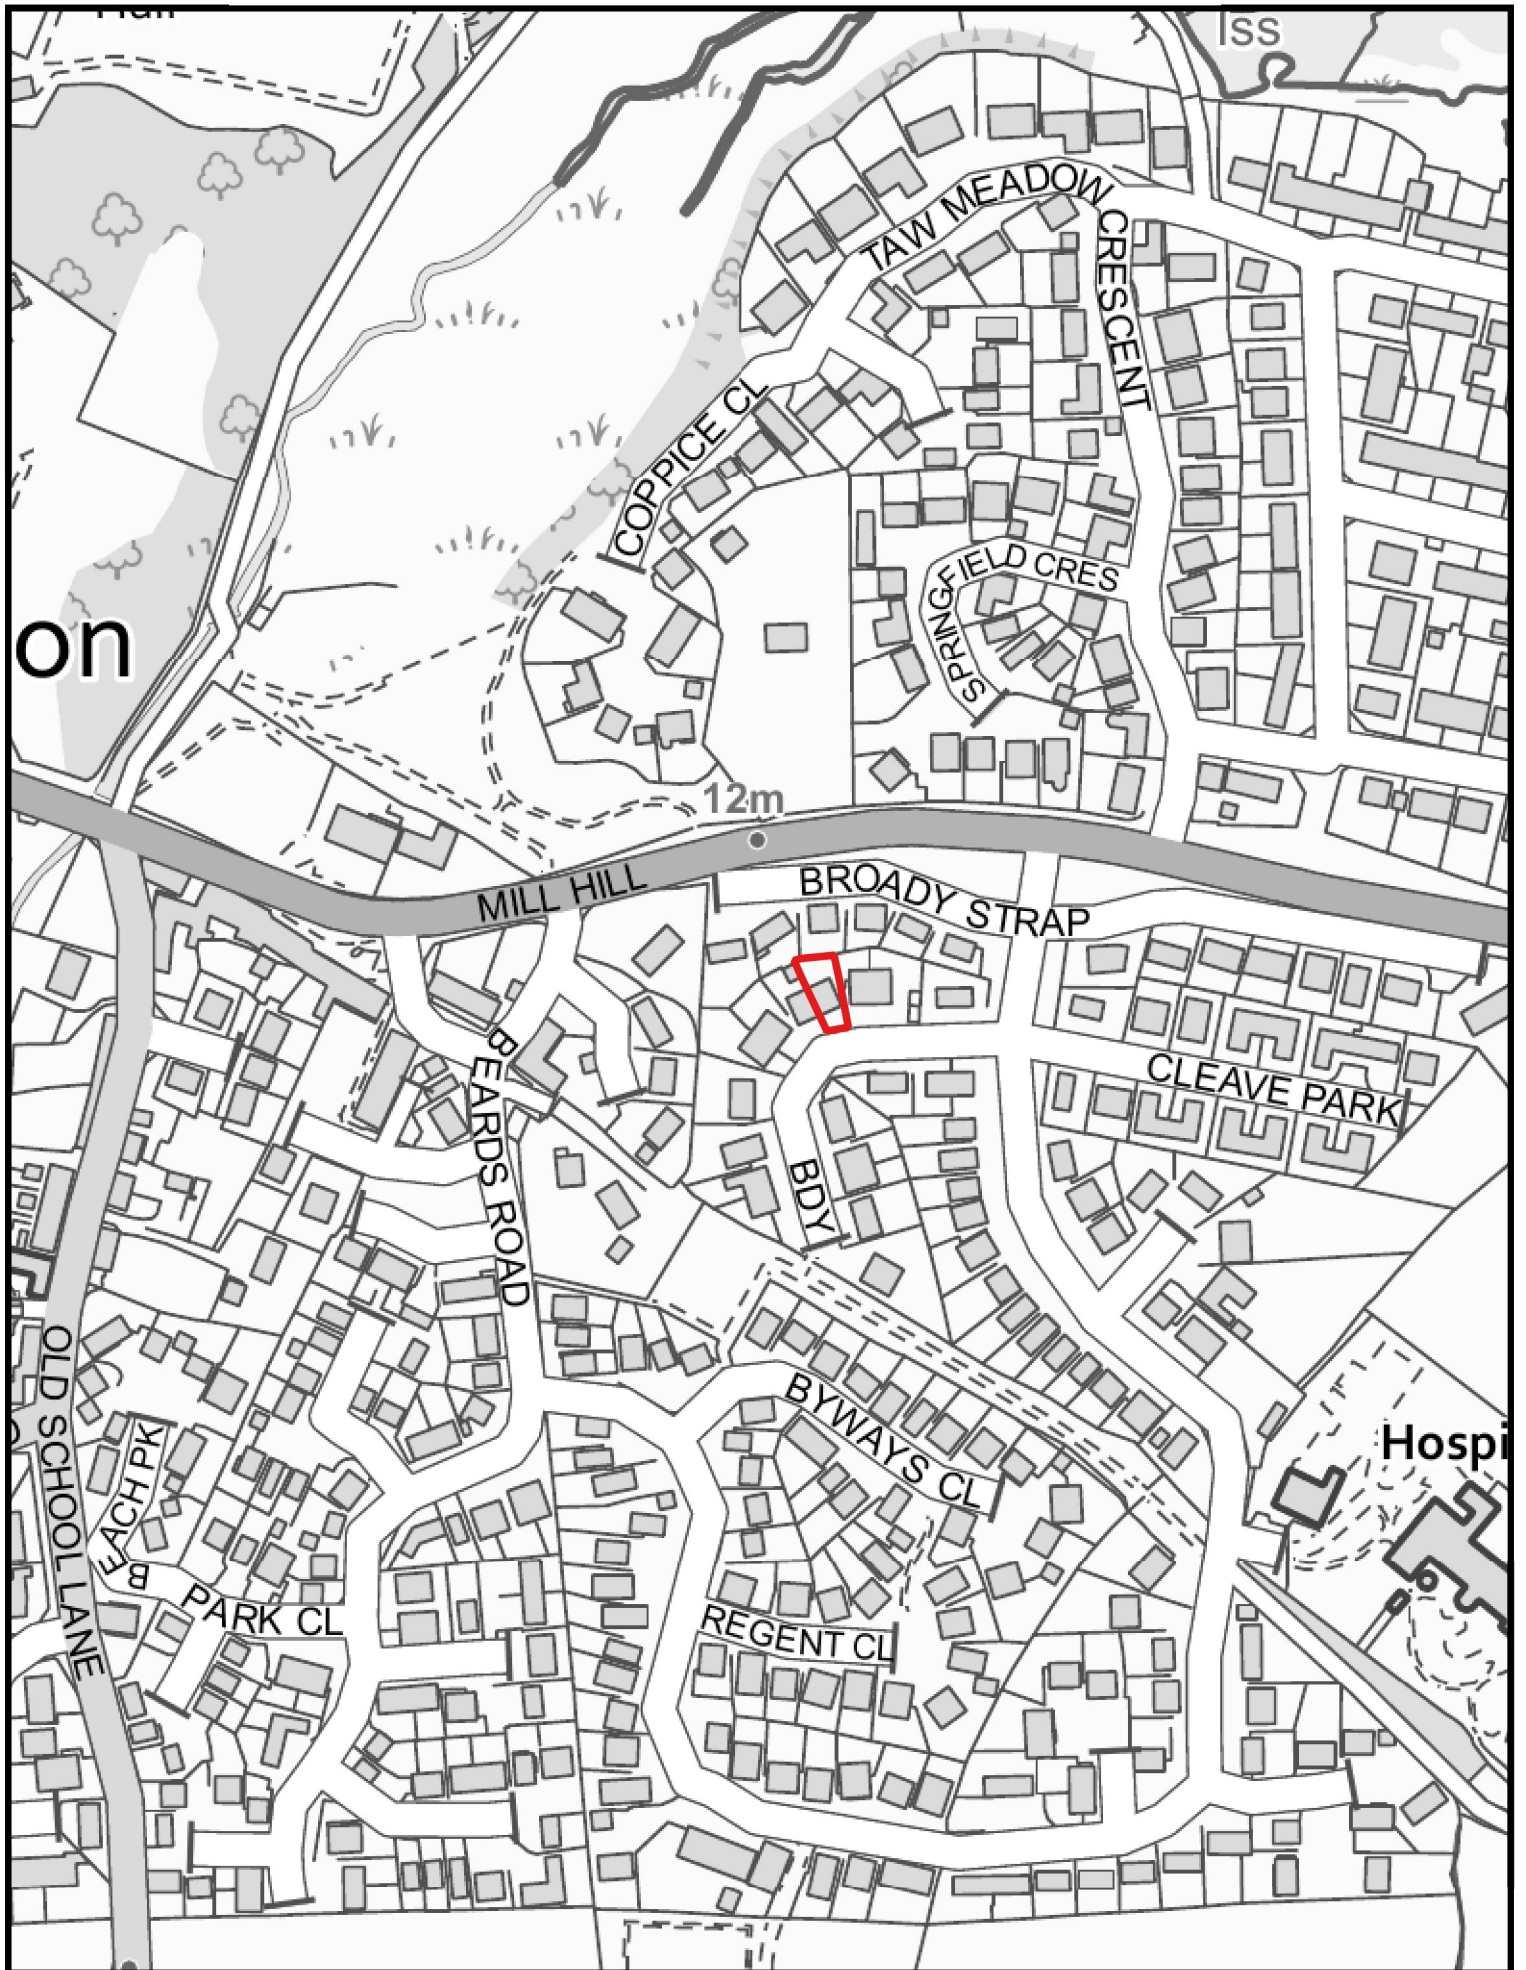 Iss
TAW MEADOW CRESCENT
COPPICE CL
SPRINGFIELD CRES
on
12m
MILL HILL
BROADY STRAP
CLEAVE PARK
BEARDS ROAD
BDY
OLD SCHOOL LANE
BYWAYS CL
Hospi
BEACH PK
B PARK CL
REGENT CL